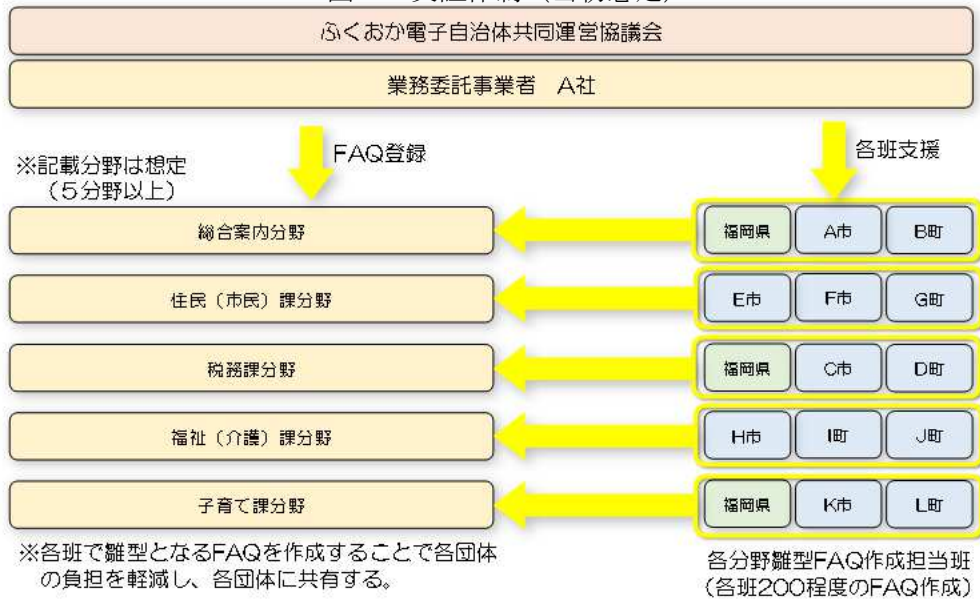 ふくおか電子自治体共同運営協議会
業務委託事業者　A社
FAQ登録
各班支援
※記載分野は想定
（５分野以上）
総合案内分野
福岡県
A市
B町
住民（市民）課分野
E市
F市
G町
税務課分野
福岡県
C市
D町
福祉（介護）課分野
H市
I町
J町
子育て課分野
福岡県
K市
L町
※各班で雛型となるFAQを作成することで各団体
の負担を軽減し、各団体に共有する。
各分野雛型FAQ作成担当班
（各班200程度のFAQ作成）